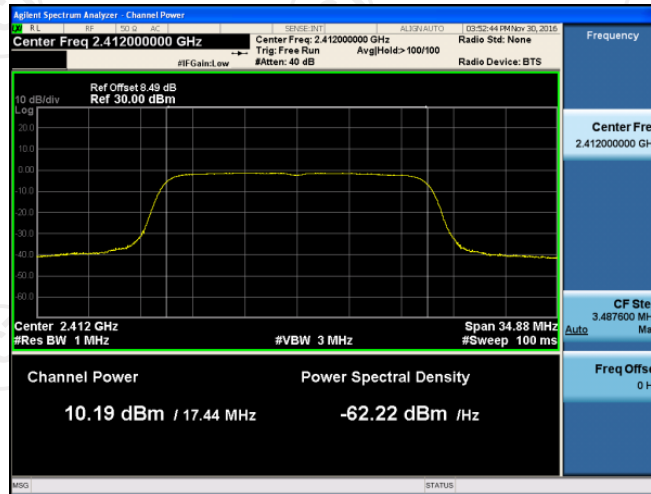 Agilent Spectrum Analyzer - Channel Power
RL RF 50 Ω AC SENSE:INT ALIGN AUTO 03:52:44 PM Nov 30, 2016
Center Freq 2.412000000 GHz
Center Freq: 2.412000000 GHz
Radio Std: None
Trig: Free Run Avg|Hold:> 100/100
#IFGain:Low
#Atten: 40 dB
Radio Device: BTS
Frequency
Ref Offset 8.49 dB
10 dB/div Ref 30.00 dBm
Log
20.0
10.0
0.00
-10.0
-20.0
-30.0
-40.0
-50.0
-60.0
Center 2.412 GHz
Span 34.88 MHz
#Res BW 1 MHz
#VBW 3 MHz
#Sweep 100 ms
Channel Power
Power Spectral Density
10.19 dBm / 17.44 MHz
-62.22 dBm /Hz
Center Fre
2.412000000 GH
CF Ste
3.487600 MH
Auto Ma
Freq Offse
0 H
MSG STATUS